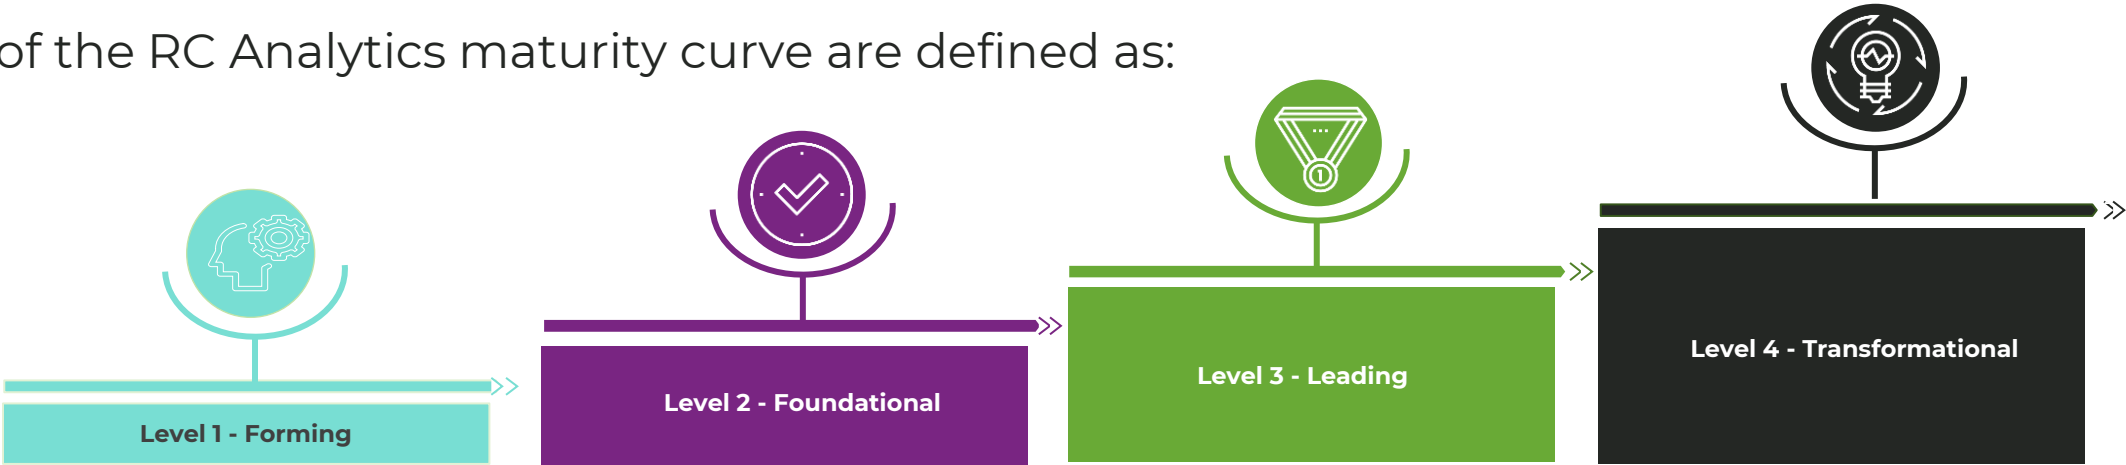 of the RC Analytics maturity curve are defined as:
1
Level 1 - Forming
Level 2 - Foundational
Level 3 - Leading
Level 4 - Transformational